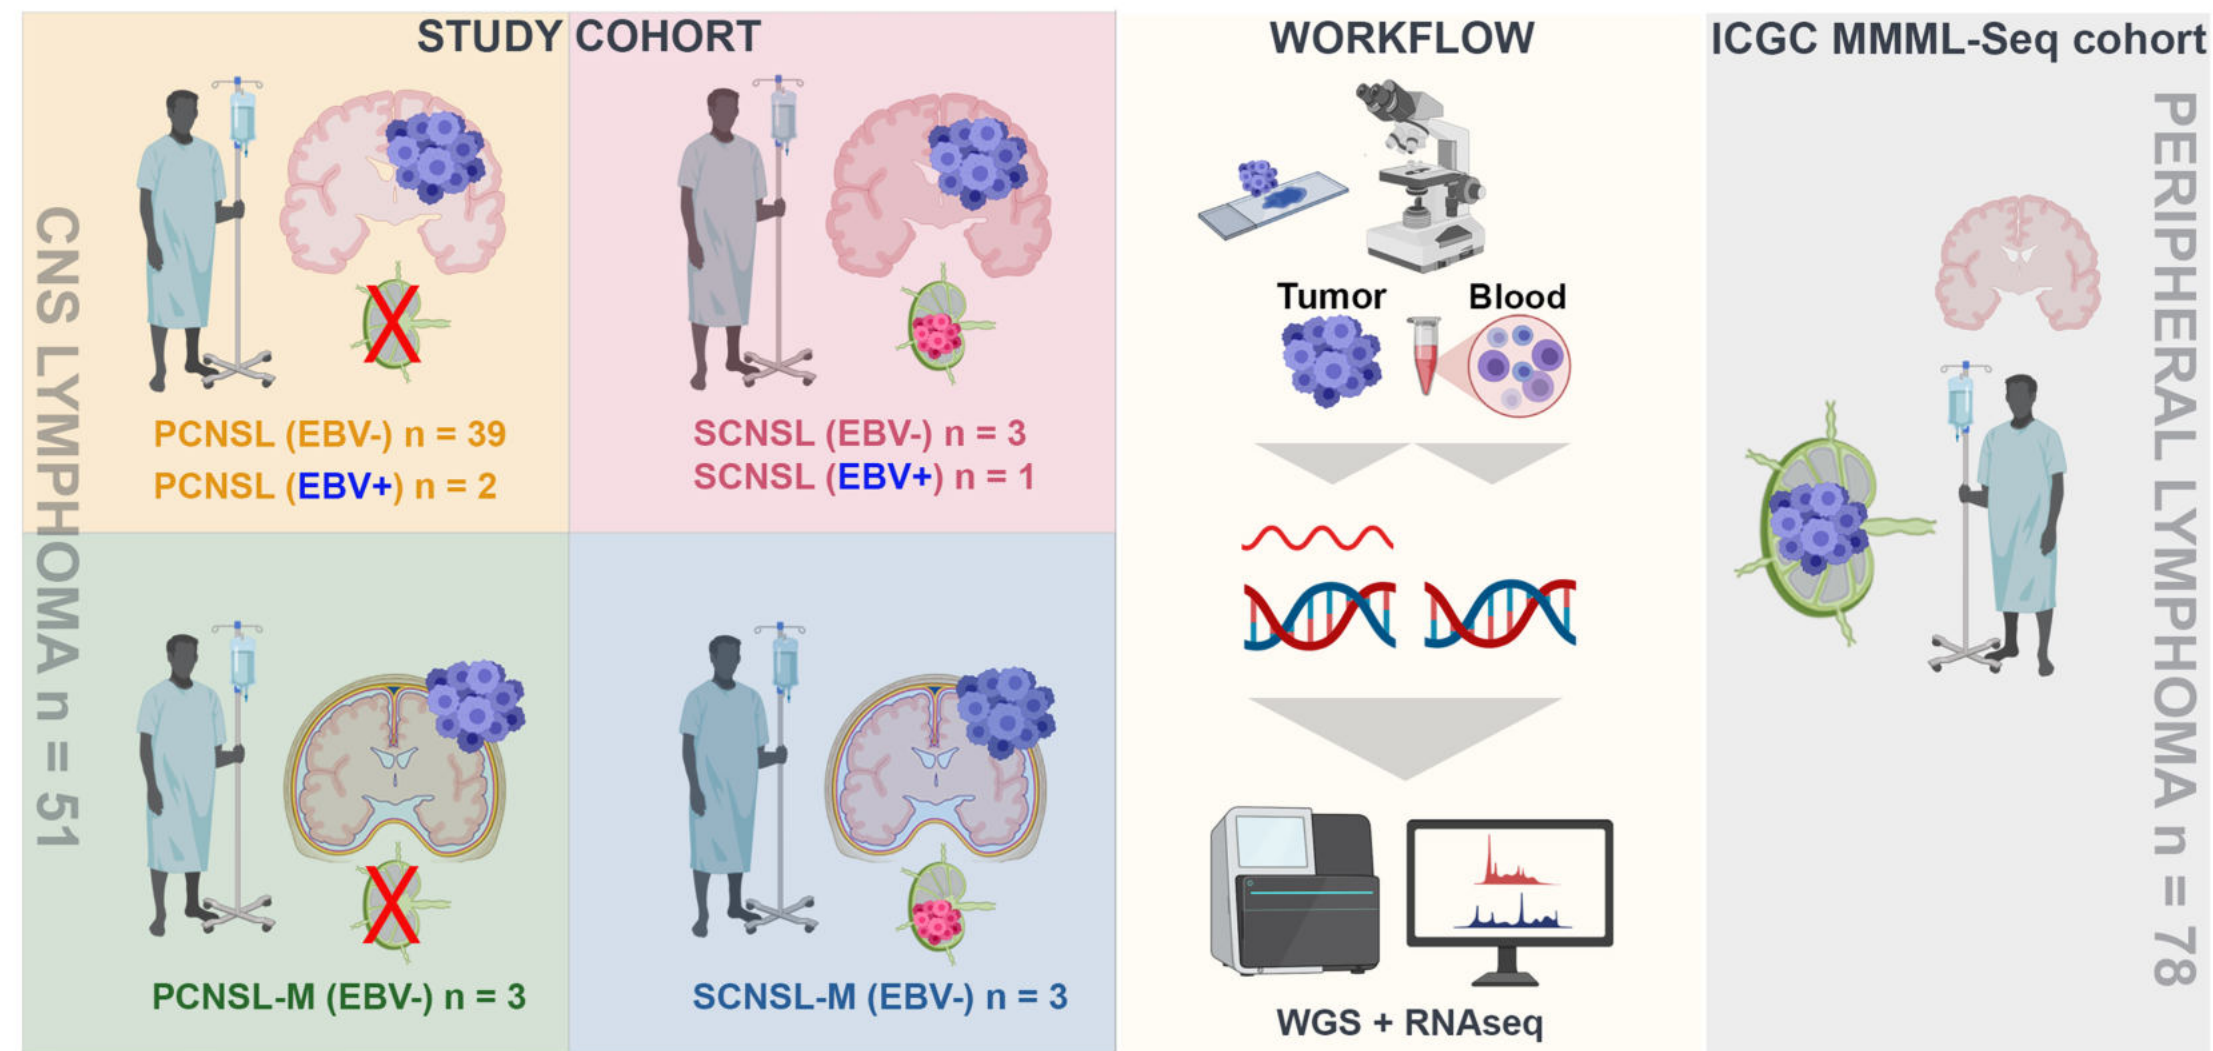 STUDY COHORT
CNS LYMPHOMA n = 51
PCNSL (EBV-) n = 39
PCNSL (EBV+) n = 2
SCNSL (EBV-) n = 3
SCNSL (EBV+) n = 1
PCNSL-M (EBV-) n = 3
SCNSL-M (EBV-) n = 3
WORKFLOW
Tumor
Blood
WGS + RNAseq
ICGC MMML-Seq cohort
PERIPHERAL LYMPHOMA n = 78